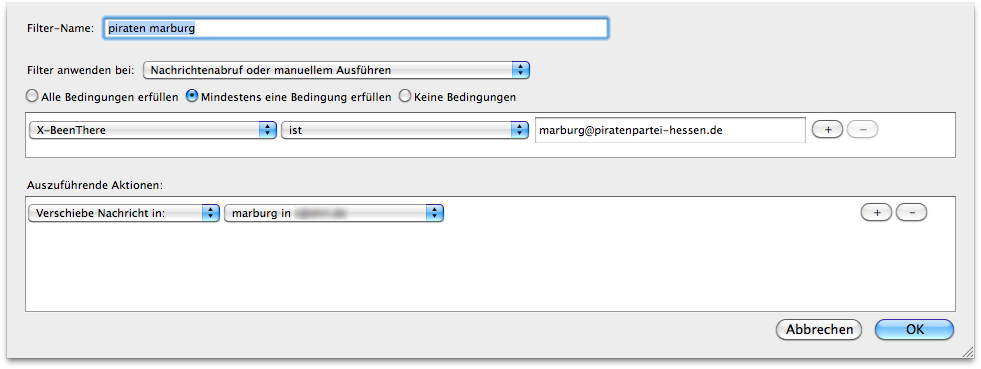 Filter-Name: piraten marburg
Filter anwenden bei: Nachrichtenabruf oder manuellem Ausführen
Alle Bedingungen erfüllen Mindestens eine Bedingung erfüllen Keine Bedingungen
X-BeenThere ist marburg@piratenpartei-hessen.de + −
Auszuführende Aktionen:
Verschiebe Nachricht in: marburg in + −
Abbrechen OK